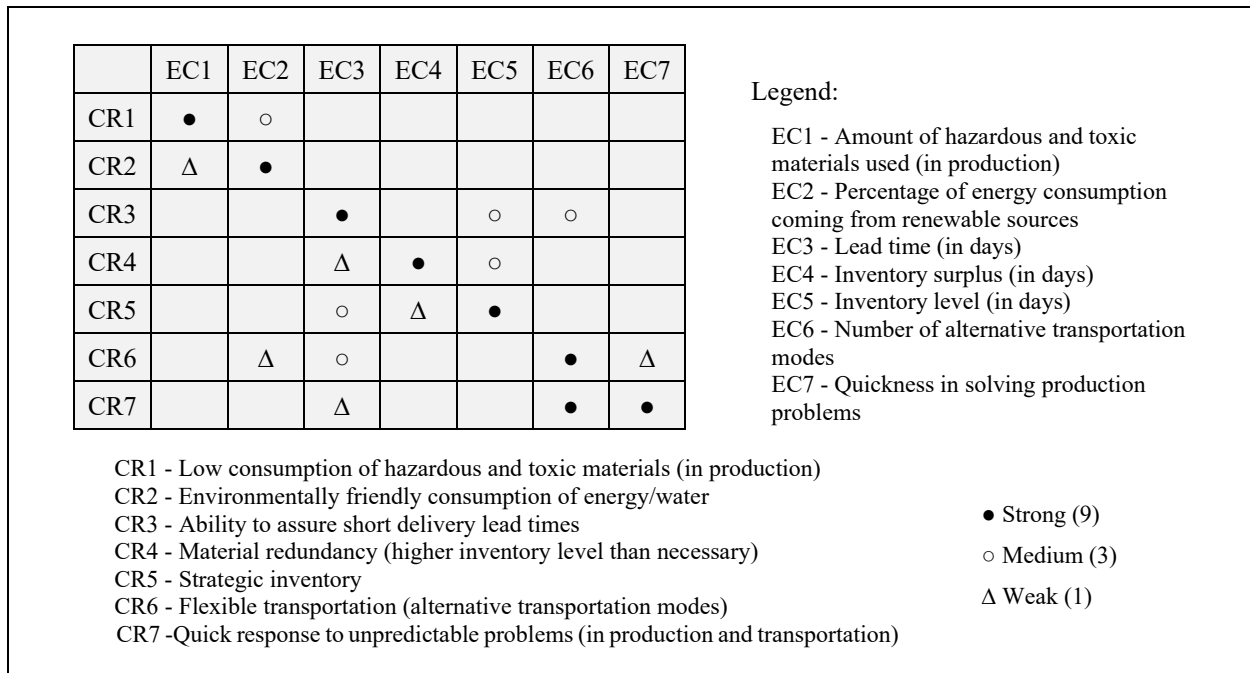 EC1 EC2 EC3 EC4 EC5 EC6 EC7
CR1 ● ○
CR2 Δ ●
CR3 ● ○ ○
CR4 Δ ● ○
CR5 ○ Δ ●
CR6 Δ ○ ● Δ
CR7 Δ ● ●
Legend:
EC1 - Amount of hazardous and toxic
materials used (in production)
EC2 - Percentage of energy consumption
coming from renewable sources
EC3 - Lead time (in days)
EC4 - Inventory surplus (in days)
EC5 - Inventory level (in days)
EC6 - Number of alternative transportation
modes
EC7 - Quickness in solving production
problems
CR1 - Low consumption of hazardous and toxic materials (in production)
CR2 - Environmentally friendly consumption of energy/water
CR3 - Ability to assure short delivery lead times
CR4 - Material redundancy (higher inventory level than necessary)
CR5 - Strategic inventory
CR6 - Flexible transportation (alternative transportation modes)
CR7 -Quick response to unpredictable problems (in production and transportation)
● Strong (9)
○ Medium (3)
Δ Weak (1)